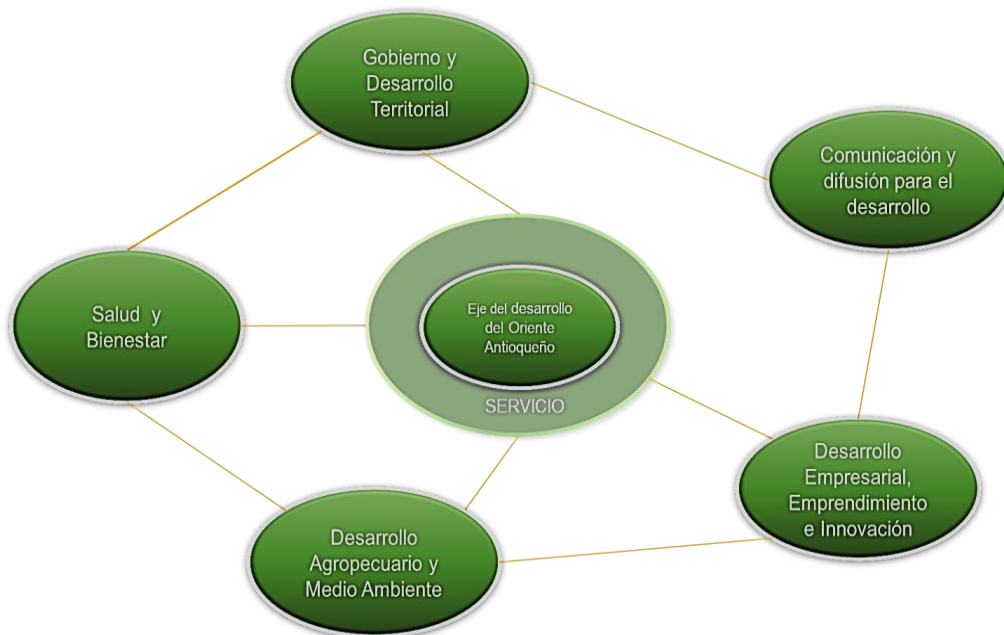 Gobierno y
Desarrollo
Territorial
Comunicación y
difusión para el
desarrollo
Salud y
Bienestar
Eje del desarrollo
del Oriente
Antioqueño
SERVICIO
Desarrollo
Empresarial,
Emprendimiento
e Innovación
Desarrollo
Agropecuario y
Medio Ambiente